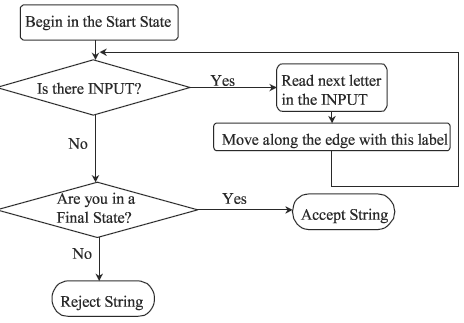 Begin in the Start State
Is there INPUT?
Yes
Read next letter
in the INPUT
Move along the edge with this label
No
Are you in a
Final State?
Yes
Accept String
No
Reject String